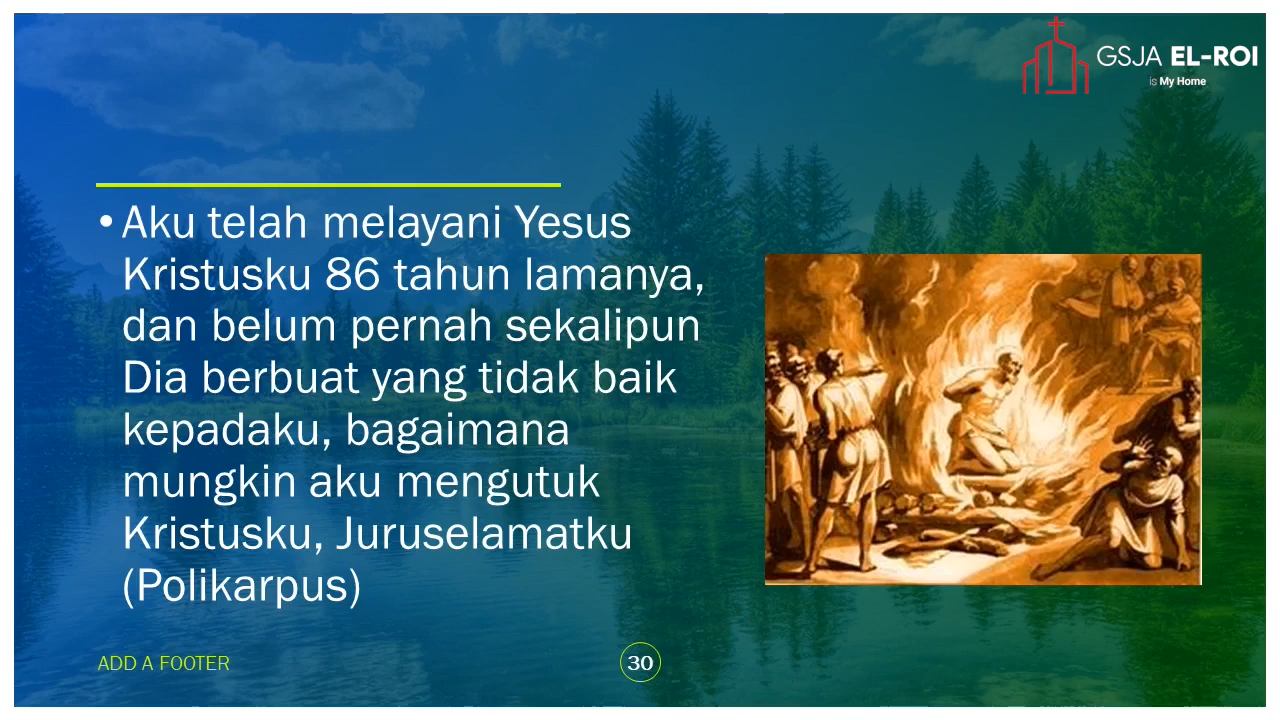 GSJA EL-ROI
is My Home
• Aku telah melayani Yesus
Kristusku 86 tahun lamanya,
dan belum pernah sekalipun
Dia berbuat yang tidak baik
kepadaku, bagaimana
mungkin aku mengutuk
Kristusku, Juruselamatku
(Polikarpus)
ADD A FOOTER
30